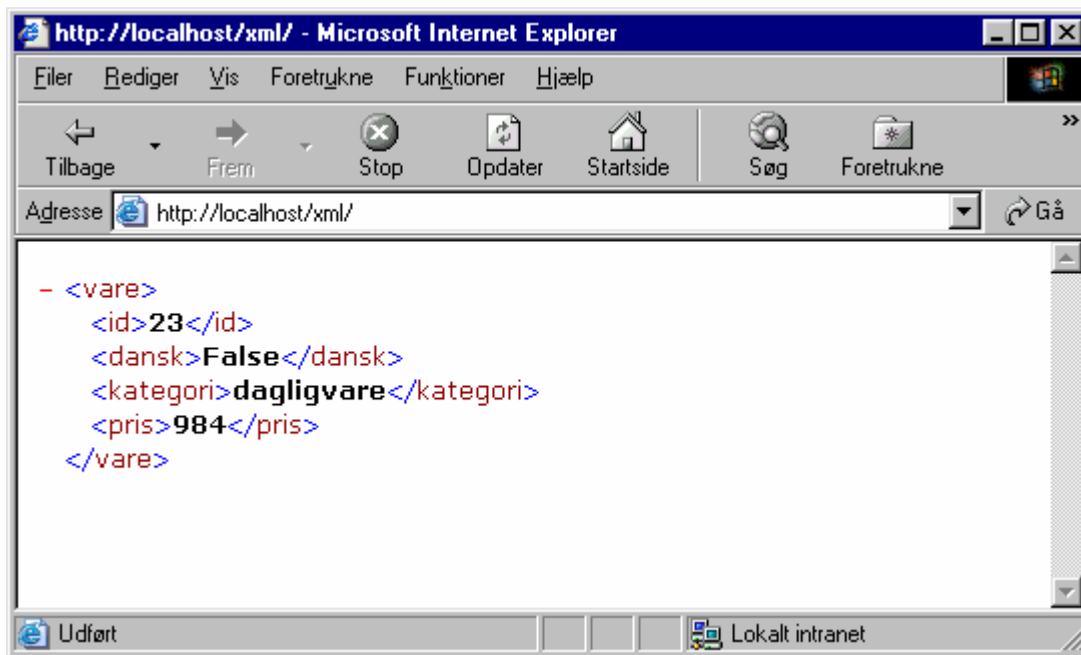 http://localhost/xml/ - Microsoft Internet Explorer
Filer Rediger Vis Foretrukne Funktioner Hjælp
Tilbage Frem Stop Opdater Startside Søg Foretrukne »
Adresse http://localhost/xml/ Gå
- <vare>
<id>23</id>
<dansk>False</dansk>
<kategori>dagligvare</kategori>
<pris>984</pris>
</vare>
Udført Lokalt intranet